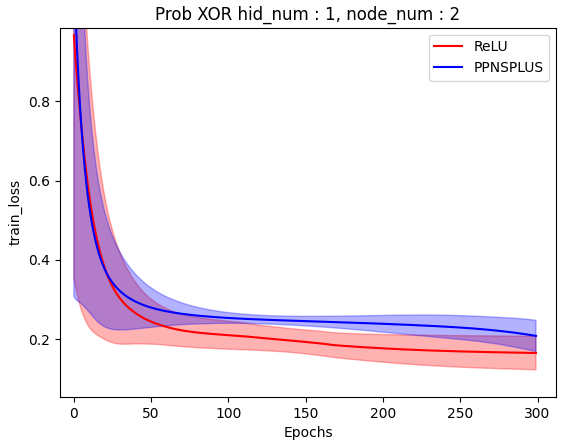 Prob XOR hid_num : 1, node_num : 2
ReLU
PPNSPLUS
train_loss
0.8
0.6
0.4
0.2
0 50 100 150 200 250 300
Epochs